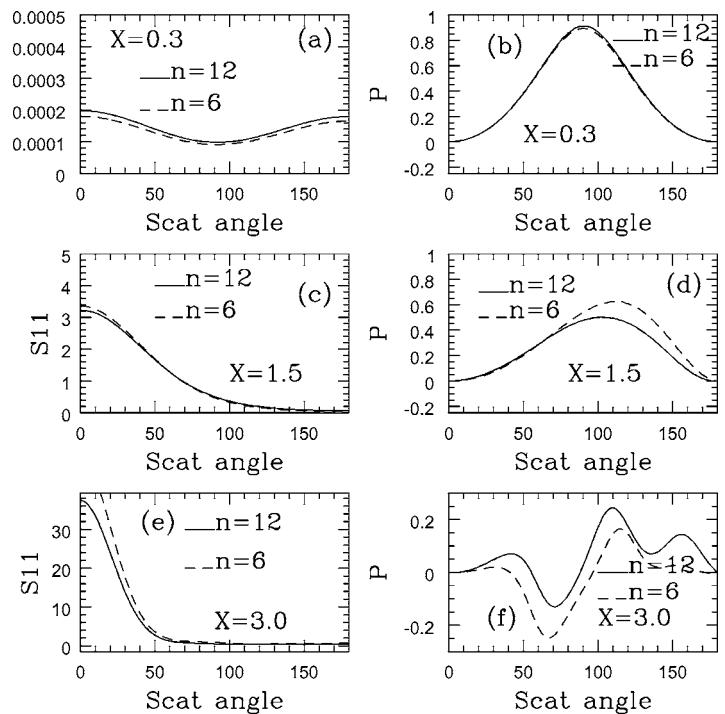 0.0005
0.0004
0.0003
0.0002
0.0001
0
X=0.3
(a)
n=12
n=6
0 50 100 150
Scat angle
P
1
0.8
0.6
0.4
0.2
0
-0.2
(b)
n=12
n=6
X=0.3
0 50 100 150
Scat angle
S11
5
4
3
2
1
0
n=12
n=6
(c)
X=1.5
0 50 100 150
Scat angle
P
1
0.8
0.6
0.4
0.2
0
-0.2
n=12
n=6
(d)
X=1.5
0 50 100 150
Scat angle
S11
30
20
10
0
(e)
n=12
n=6
X=3.0
0 50 100 150
Scat angle
P
0.2
0
-0.2
n=12
n=6
(f)
X=3.0
0 50 100 150
Scat angle